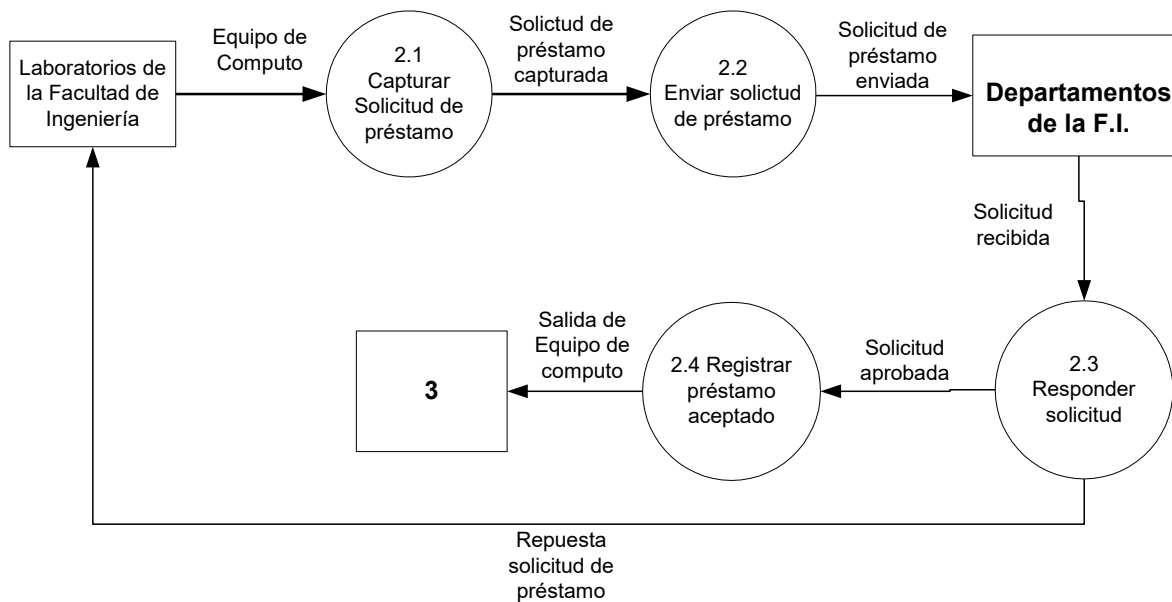 Laboratorios de
la Facultad de
Ingeniería
Equipo de
Computo
2.1
Capturar
Solicitud de
préstamo
Solictud de
préstamo
capturada
2.2
Enviar solictud
de préstamo
Solicitud de
préstamo
enviada
Departamentos
de la F.I.
Solicitud
recibida
2.3
Responder
solicitud
Solicitud
aprobada
2.4 Registrar
préstamo
aceptado
Salida de
Equipo de
computo
3
Repuesta
solicitud de
préstamo